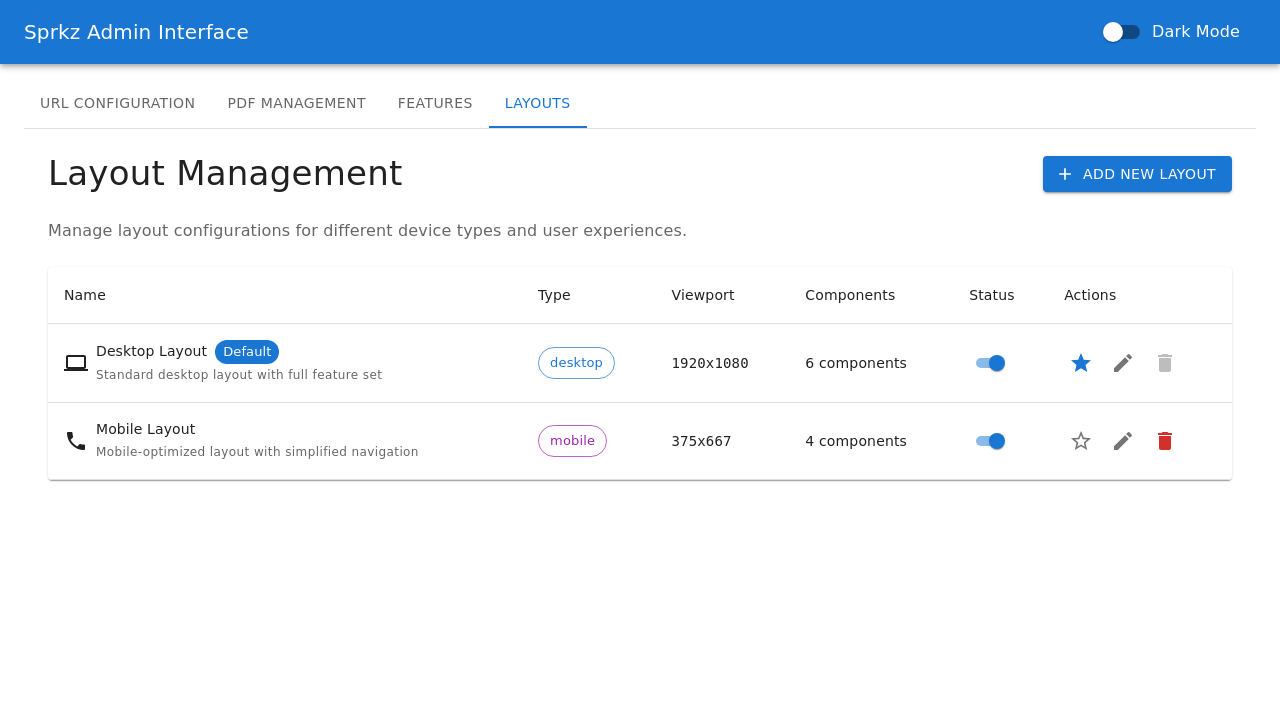 Sprkz Admin Interface
Dark Mode
URL CONFIGURATION PDF MANAGEMENT FEATURES LAYOUTS
Layout Management
ADD NEW LAYOUT
Manage layout configurations for different device types and user experiences.
Name Type Viewport Components Status Actions
Desktop Layout Default
Standard desktop layout with full feature set
desktop 1920x1080 6 components
Mobile Layout
Mobile-optimized layout with simplified navigation
mobile 375x667 4 components